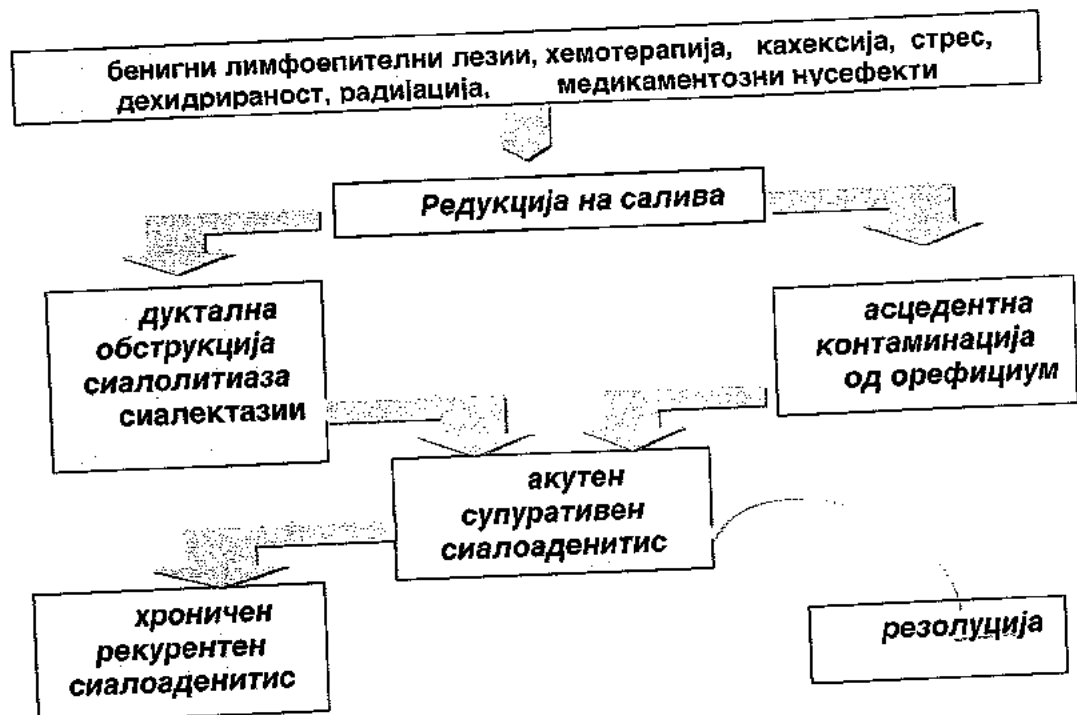 бенигни лимфоепителни лезии, хемотерапија, кахексија, стрес,
дехидрираност, радијација, медикаментозни нусефекти
Редукција на салива
дуктална
обструкција
сиалолитиаза
сиалектазии
асцедентна
контаминација
од орефициум
акутен
супуративен
сиалоаденитис
хроничен
рекурентен
сиалоаденитис
резолуција